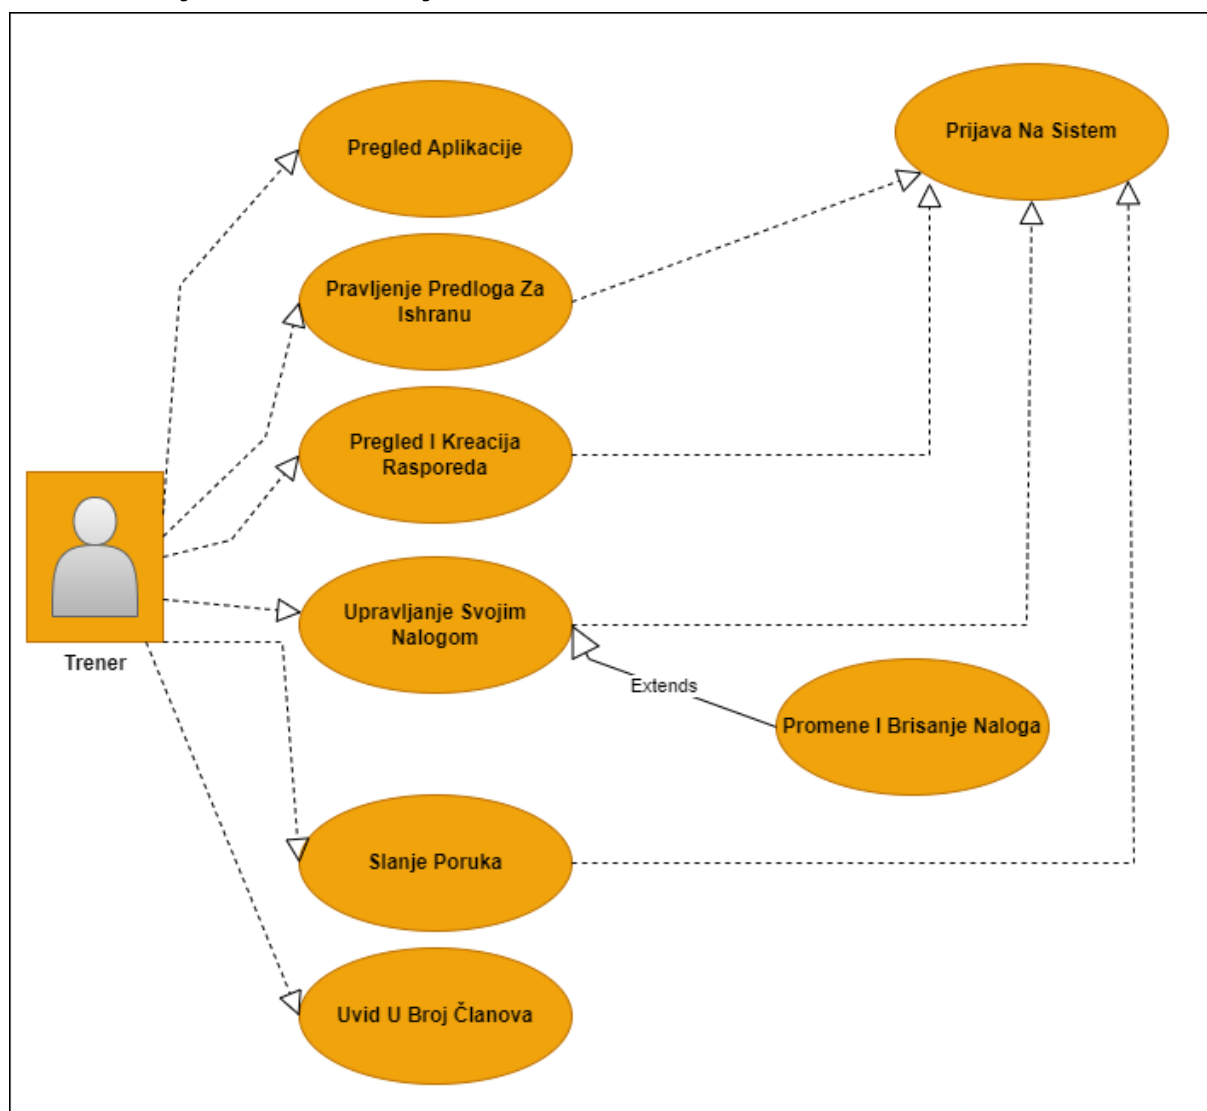 Pregled Aplikacije
Prijava Na Sistem
Pravljenje Predloga Za
Ishranu
Pregled I Kreacija
Rasporeda
Trener
Upravljanje Svojim
Nalogom
Extends
Promene I Brisanje Naloga
Slanje Poruka
Uvid U Broj Članova